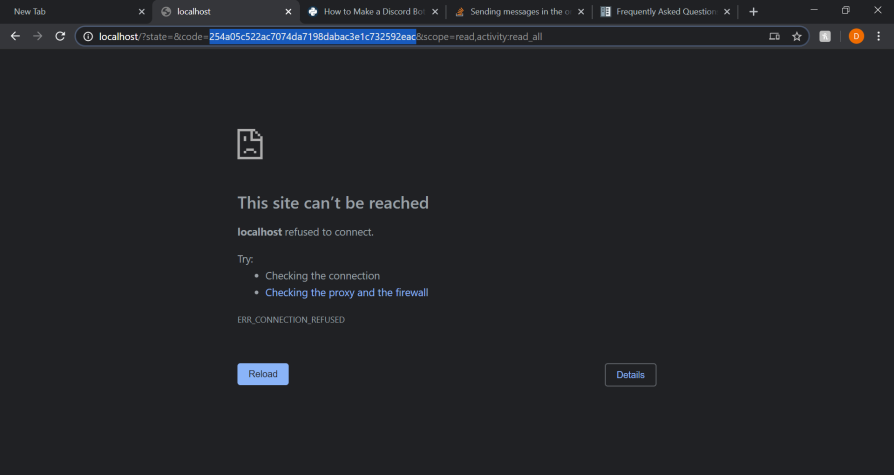 New Tab
localhost
How to Make a Discord Bot
Sending messages in the o
Frequently Asked Question
localhost/?state=&code=254a05c522ac7074da7198dabac3e1c732592eac&scope=read,activity:read_all
D
This site can't be reached
localhost refused to connect.
Try:
• Checking the connection
• Checking the proxy and the firewall
ERR_CONNECTION_REFUSED
Reload
Details